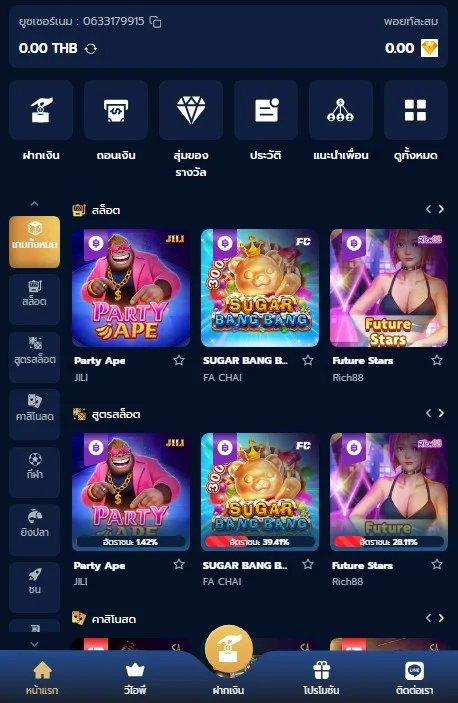 ยูซเซอร์เนม : 0633179915
พอยท์สะสม
0.00 THB
0.00
ฝากเงิน
ถอนเงิน
สุ่มของ
รางวัล
ประวัติ
แนะนำเพื่อน
ดูทั้งหมด
เกมทั้งหมด
สล็อต
สูตรสล็อต
คาสิโนสด
กีฬา
ยิงปลา
ชน
สล็อต
JILI
PARTY
APE
FC
300
SUGAR
BANG BANG
Rich88
Future
Stars
Party Ape
SUGAR BANG B...
Future Stars
JILI
FA CHAI
Rich88
สูตรสล็อต
JILI
PARTY
FC
300
SUGAR
BANG BANG
Rich88
Future
อัตราชนะ: 1.42%
อัตราชนะ: 39.41%
อัตราชนะ: 28.11%
Party Ape
SUGAR BANG B...
Future Stars
JILI
FA CHAI
Rich88
คาสิโนสด
หน้าแรก
วีไอพี
ฝากเงิน
โปรโมชัน
LINE
ติดต่อเรา